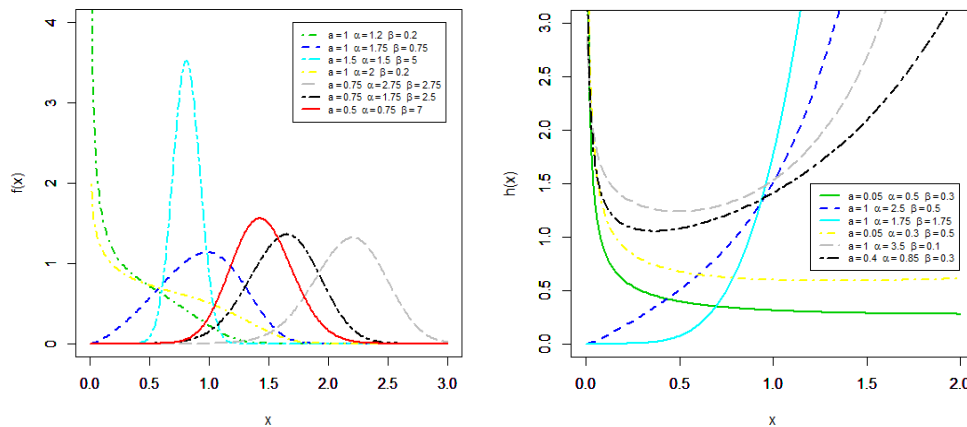 f(x)
4
3
2
1
0
a = 1 α = 1.2 β = 0.2
a = 1 α = 1.75 β = 0.75
a = 1.5 α = 1.5 β = 5
a = 1 α = 2 β = 0.2
a = 0.75 α = 2.75 β = 2.75
a = 0.75 α = 1.75 β = 2.5
a = 0.5 α = 0.75 β = 7
0.0 0.5 1.0 1.5 2.0 2.5 3.0
x
h(x)
3.0
2.5
2.0
1.5
1.0
0.5
0.0
a = 0.05 α = 0.5 β = 0.3
a = 1 α = 2.5 β = 0.5
a = 1 α = 1.75 β = 1.75
a = 0.05 α = 0.3 β = 0.5
a = 1 α = 3.5 β = 0.1
a = 0.4 α = 0.85 β = 0.3
0.0 0.5 1.0 1.5 2.0
x